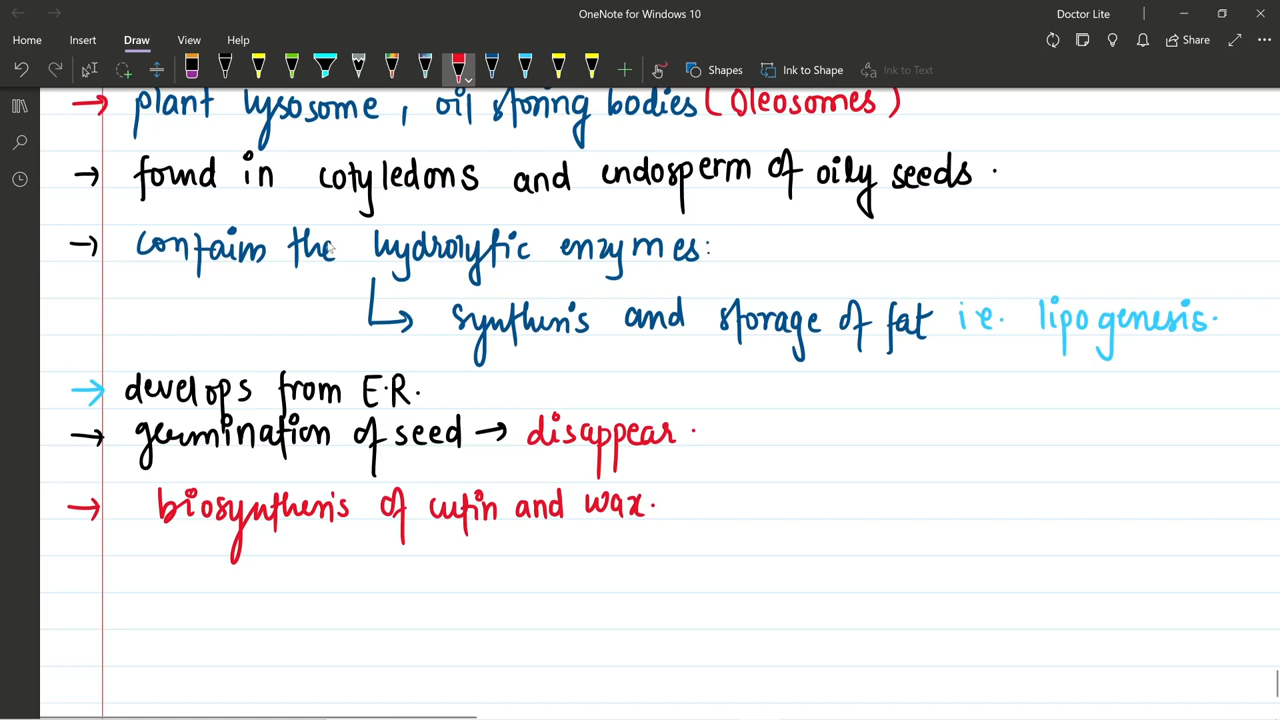 OneNote for Windows 10
Doctor Lite
Home Insert Draw View Help
Share
Shapes Ink to Shape Ink to Text
→ plant lysosome, oil storing bodies (Oleosomes)
→ found in cotyledons and endosperm of oily seeds.
→ contains the hydrolytic enzymes:
↳ synthesis and storage of fat i.e. lipogenesis.
→ develops from E.R.
→ germination of seed → disappear.
→ biosynthesis of cutin and wax.